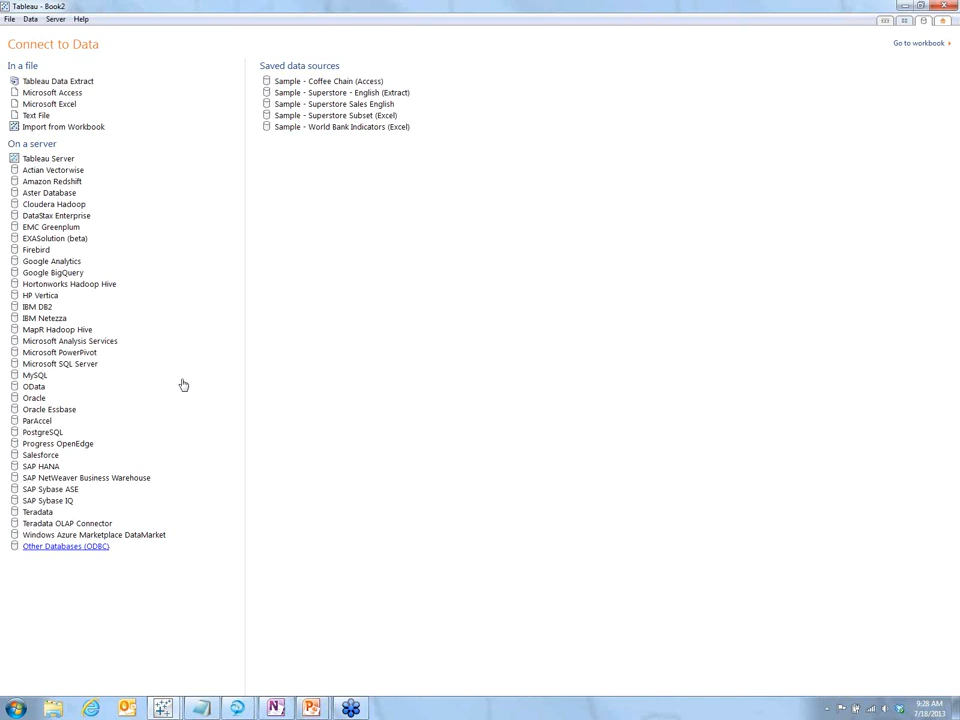 Tableau - Book2
File Data Server Help
Connect to Data
Go to workbook
In a file
Tableau Data Extract
Microsoft Access
Microsoft Excel
Text File
Import from Workbook
On a server
Tableau Server
Actian Vectorwise
Amazon Redshift
Aster Database
Cloudera Hadoop
DataStax Enterprise
EMC Greenplum
EXASolution (beta)
Firebird
Google Analytics
Google BigQuery
Hortonworks Hadoop Hive
HP Vertica
IBM DB2
IBM Netezza
MapR Hadoop Hive
Microsoft Analysis Services
Microsoft PowerPivot
Microsoft SQL Server
MySQL
OData
Oracle
Oracle Essbase
ParAccel
PostgreSQL
Progress OpenEdge
Salesforce
SAP HANA
SAP NetWeaver Business Warehouse
SAP Sybase ASE
SAP Sybase IQ
Teradata
Teradata OLAP Connector
Windows Azure Marketplace DataMarket
Other Databases (ODBC)
Saved data sources
Sample - Coffee Chain (Access)
Sample - Superstore - English (Extract)
Sample - Superstore Sales English
Sample - Superstore Subset (Excel)
Sample - World Bank Indicators (Excel)
9:28 AM
7/18/2013